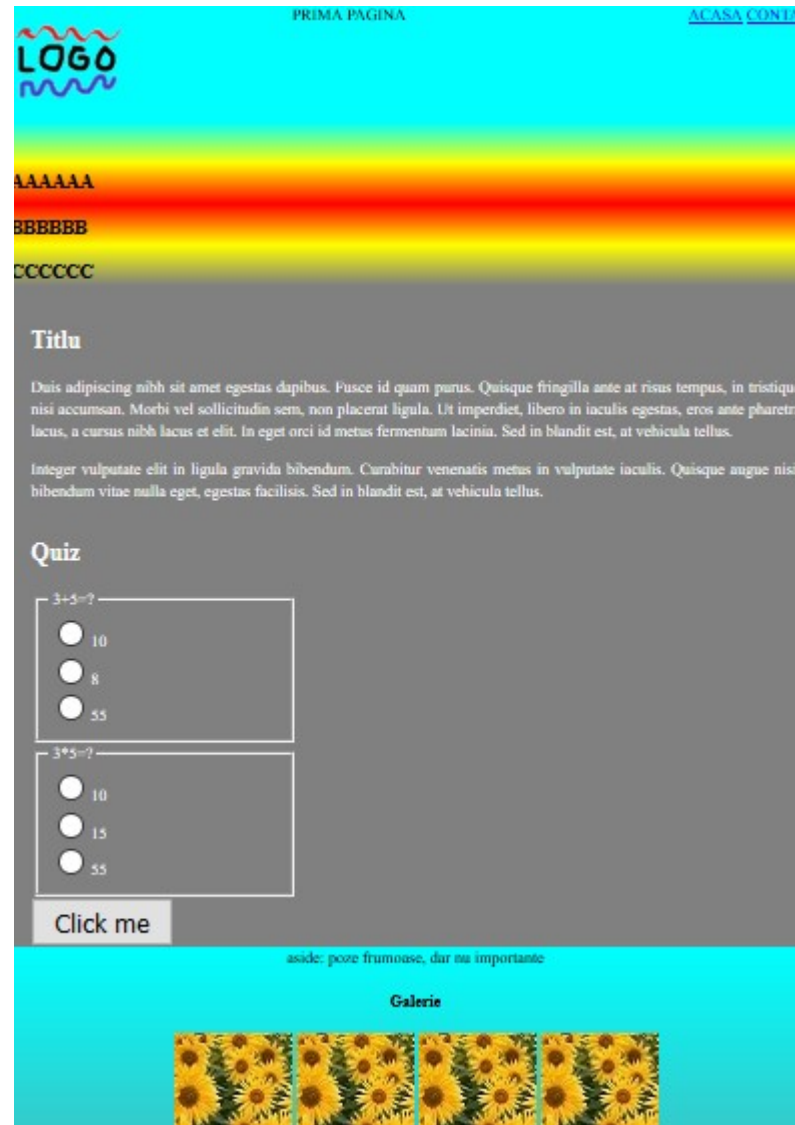 PRIMA PAGINA
ACASA CONTA
LOGO
AAAAAA
BBBBBB
CCCCCC
Titlu
Duis adipiscing nibh sit amet egestas dapibus. Fusce id quam purus. Quisque fringilla ante at risus tempus, in tristique
nisi accumsan. Morbi vel sollicitudin sem, non placerat ligula. Ut imperdiet, libero in iaculis egestas, eros ante pharetr
lacus, a cursus nibh lacus et elit. In eget orci id metus fermentum lacinia. Sed in blandit est, at vehicula tellus.
Integer vulputate elit in ligula gravida bibendum. Curabitur venenatis metus in vulputate iaculis. Quisque augue nisi
bibendum vitae nulla eget, egestas facilisis. Sed in blandit est, at vehicula tellus.
Quiz
3+5=?
10
8
55
3*5=?
10
15
55
Click me
aside: poze frumoase, dar nu importante
Galerie